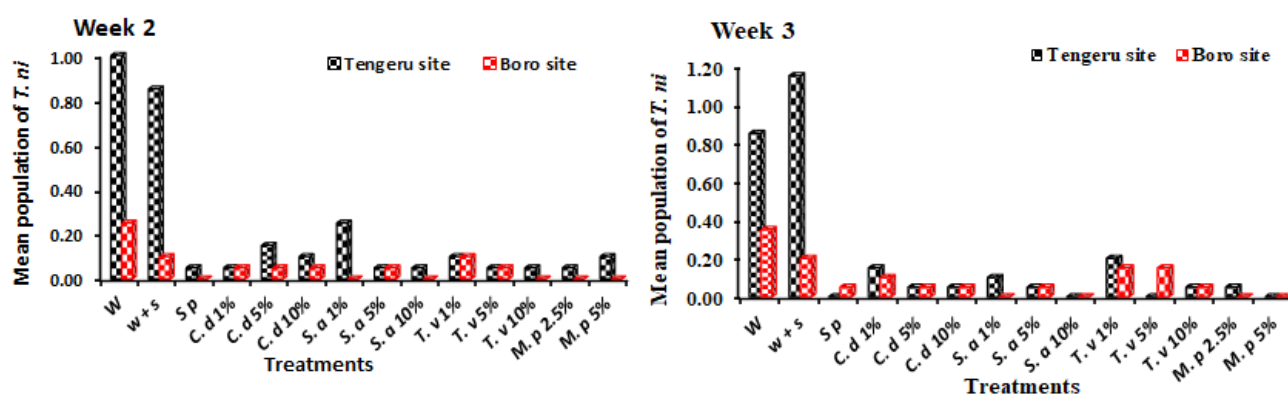 Week 2
Tengeru site
Boro site
Mean population of T. ni
1.00
0.80
0.60
0.40
0.20
0.00
W
w + s
S p
C. d 1%
C. d 5%
C. d 10%
S. a 1%
S. a 5%
S. a 10%
T. v 1%
T. v 5%
T. v 10%
M. p 2.5%
M. p 5%
Treatments
Week 3
Tengeru site
Boro site
Mean population of T. ni
1.20
1.00
0.80
0.60
0.40
0.20
0.00
W
w + s
S p
C. d 1%
C. d 5%
C. d 10%
S. a 1%
S. a 5%
S. a 10%
T. v 1%
T. v 5%
T. v 10%
M. p 2.5%
M. p 5%
Treatments